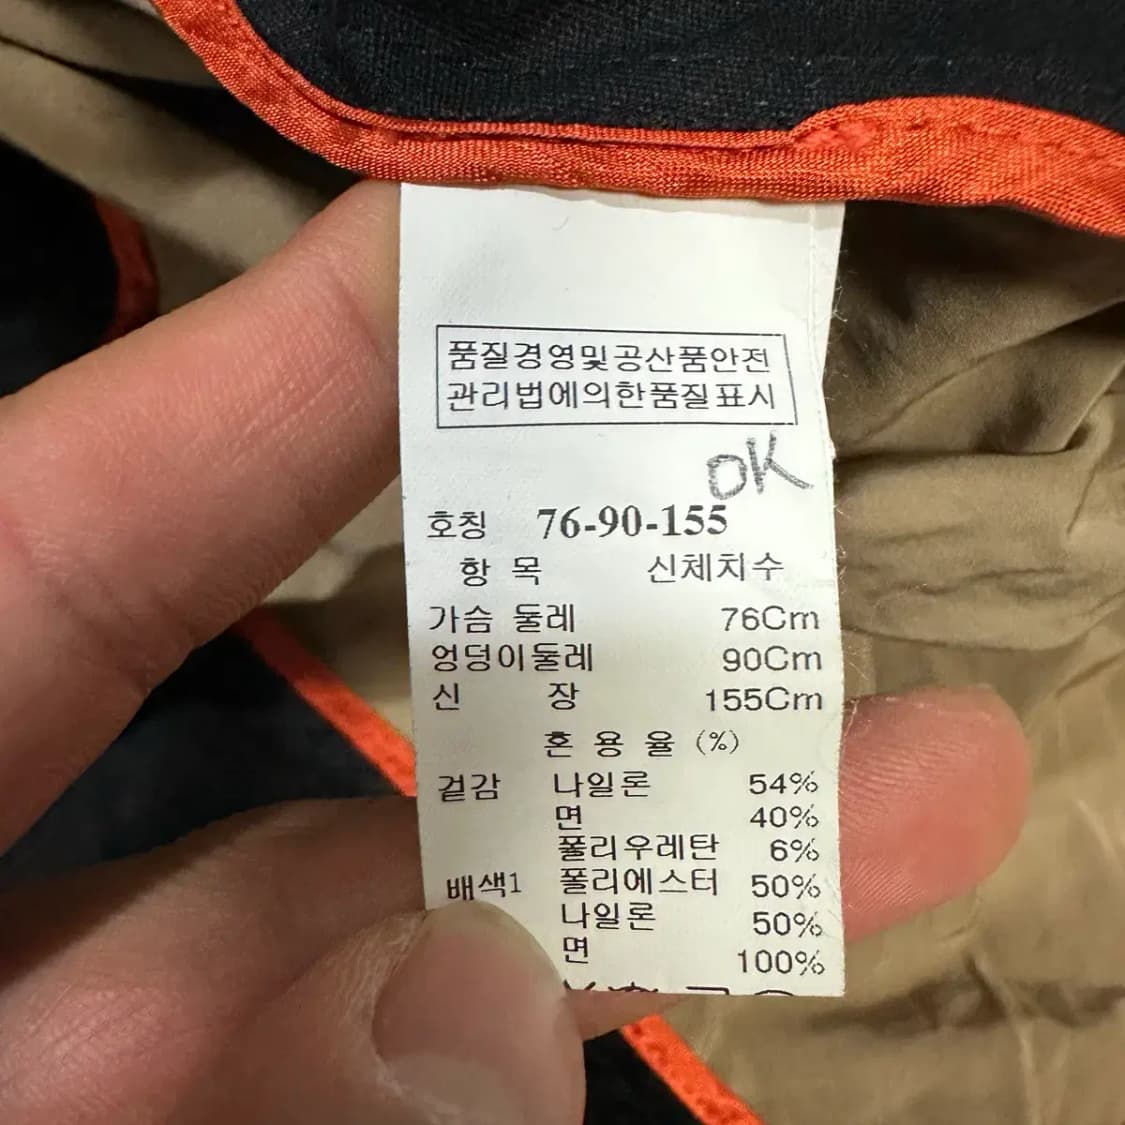 품질경영및공산품안전
관리법에의한품질표시
OK
호칭 76-90-155
항 목 신체치수
가슴 둘레 76Cm
엉덩이둘레 90Cm
신 장 155Cm
혼 용 율 (%)
겉감 나일론 54%
면 40%
폴리우레탄 6%
배색1 폴리에스터 50%
나일론 50%
면 100%